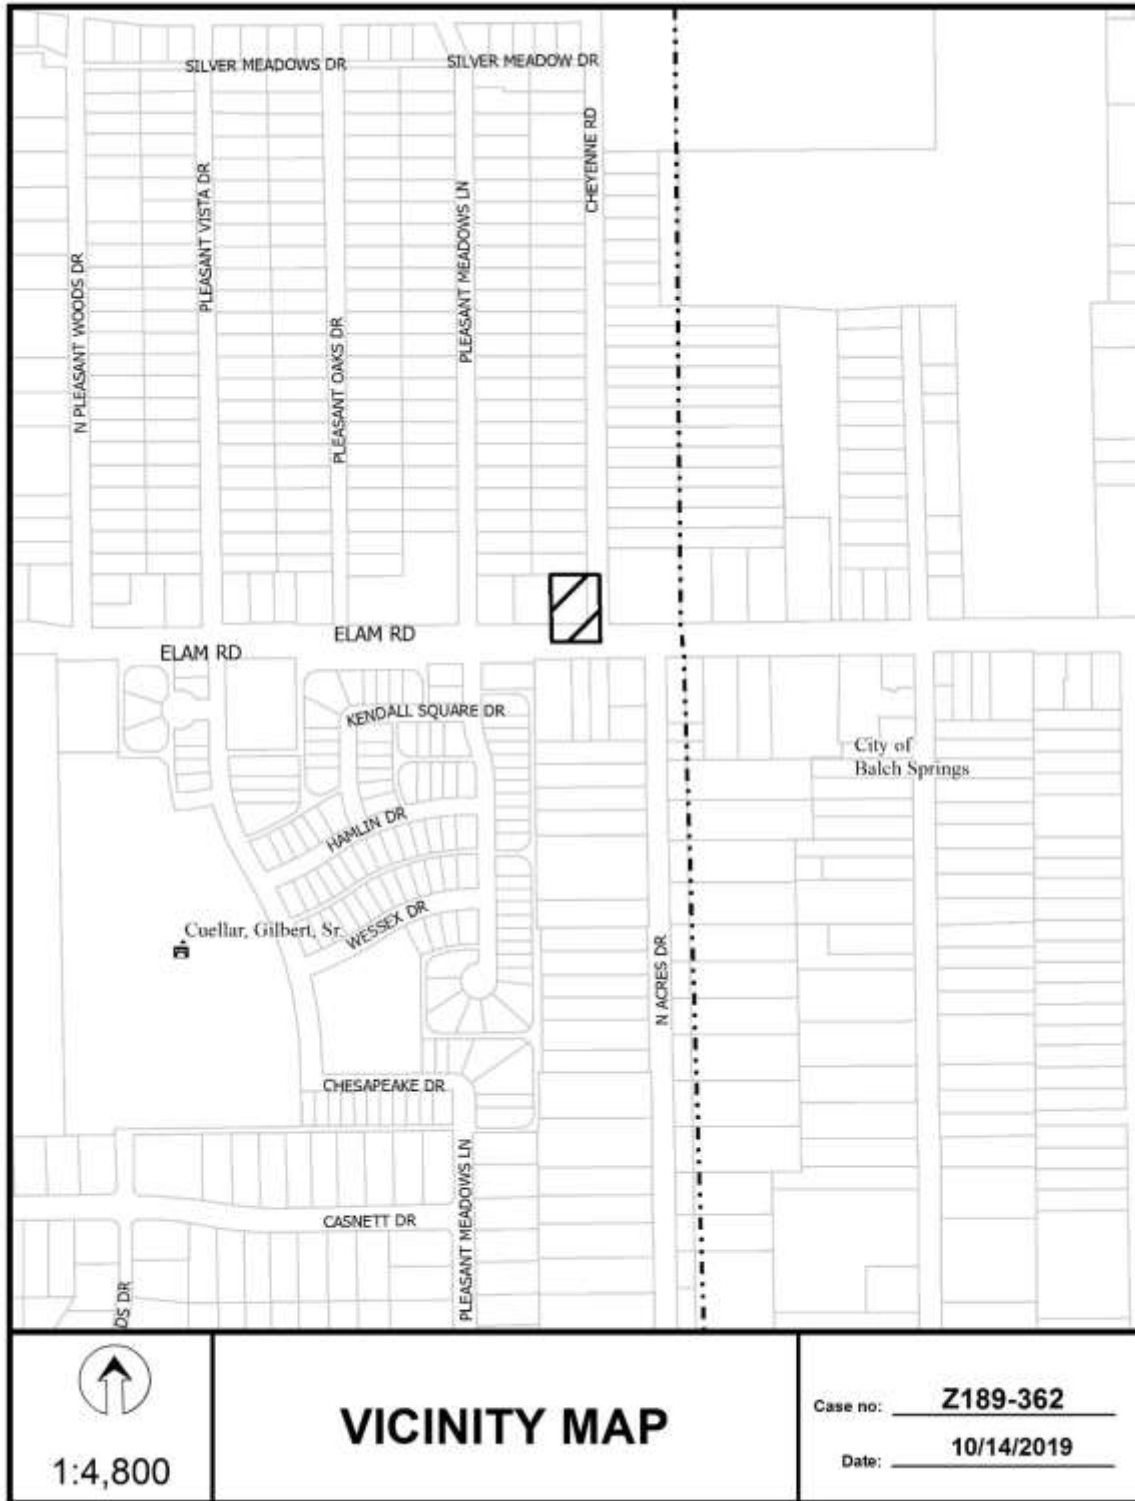 SILVER MEADOWS DR
SILVER MEADOW DR
CHEYENNE RD
PLEASANT VISTA DR
PLEASANT MEADOWS LN
N PLEASANT WOODS DR
PLEASANT OAKS DR
ELAM RD
ELAM RD
KENDALL SQUARE DR
City of
Balch Springs
HAMLIN DR
Cuellar, Gilbert, Sr.
WESSEX DR
N ACRES DR
CHESAPEAKE DR
PLEASANT MEADOWS LN
CASNETT DR
DS DR
1:4,800
VICINITY MAP
Case no: Z189-362
Date: 10/14/2019